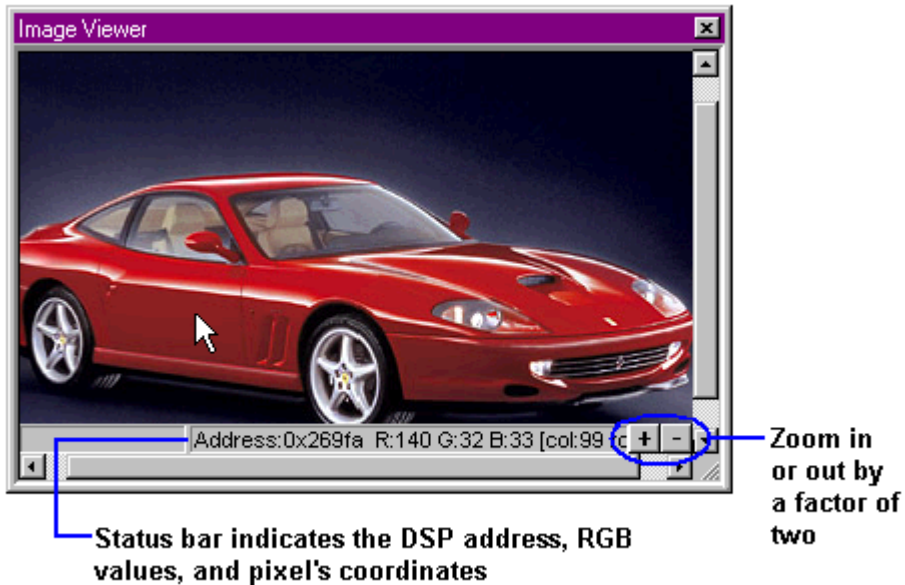 Image Viewer
Address:0x269fa R:140 G:32 B:33 [col:99
+ -
Zoom in
or out by
a factor of
two
Status bar indicates the DSP address, RGB
values, and pixel's coordinates